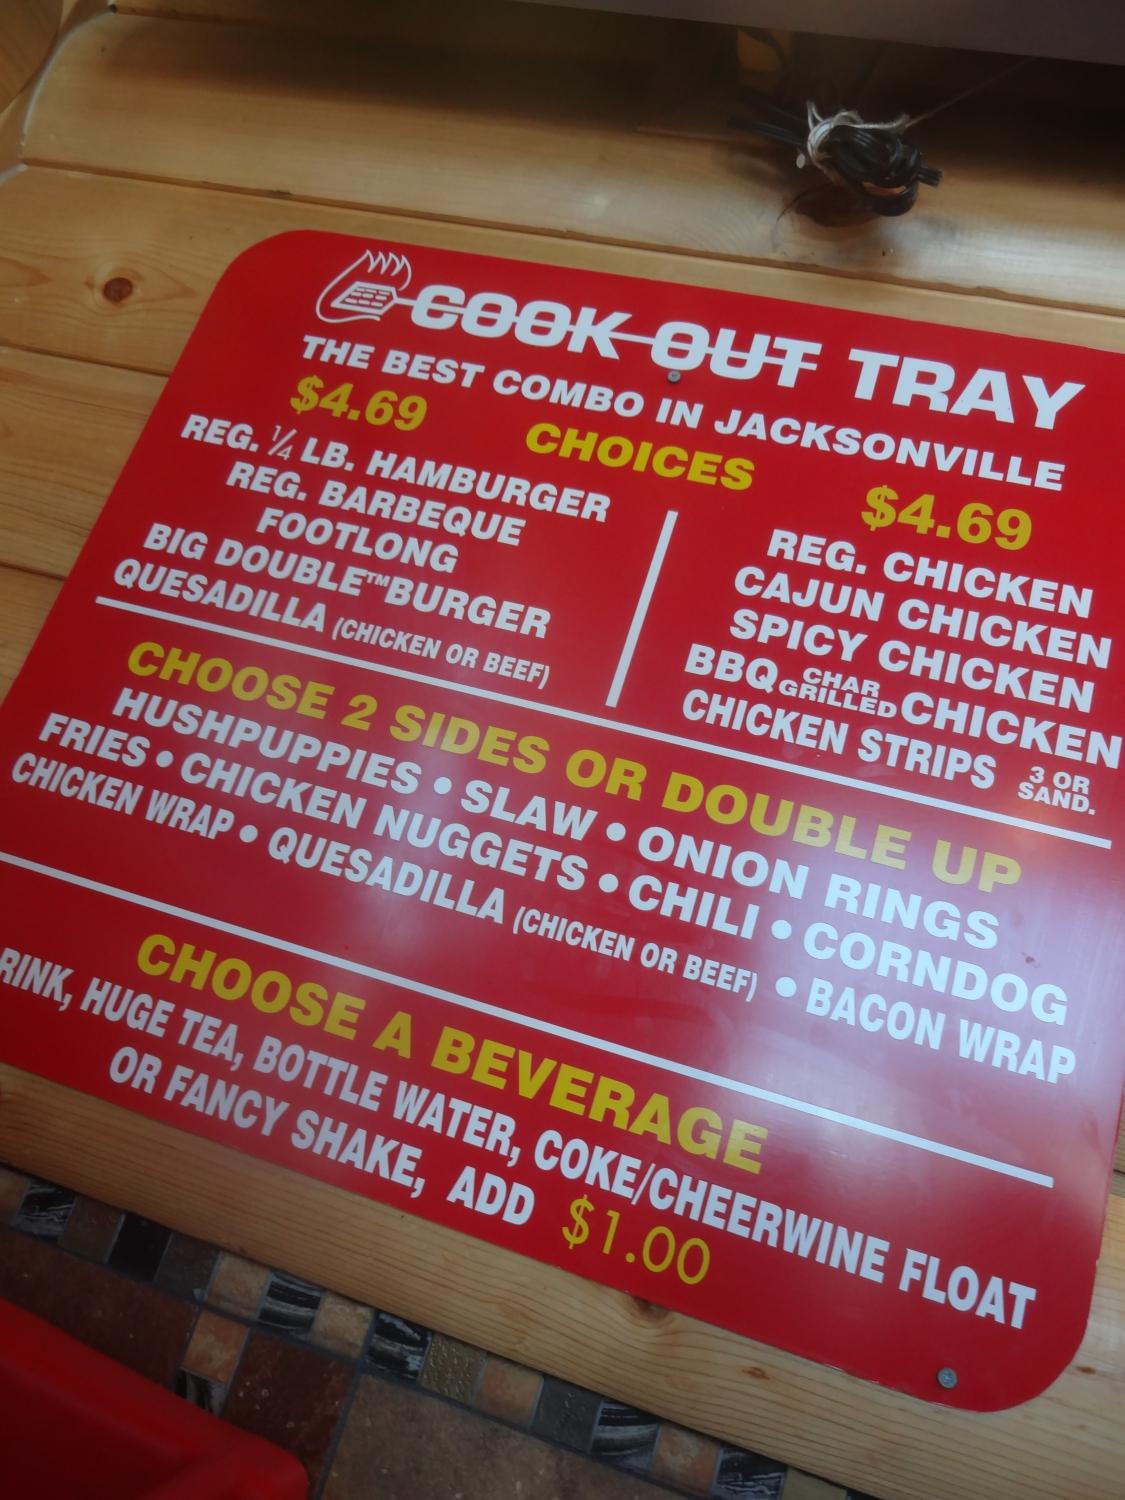 COOK OUT TRAY
THE BEST COMBO IN JACKSONVILLE
$4.69 CHOICES $4.69
REG. 1/4 LB. HAMBURGER
REG. BARBEQUE
FOOTLONG
BIG DOUBLE™BURGER
QUESADILLA (CHICKEN OR BEEF)
REG. CHICKEN
CAJUN CHICKEN
SPICY CHICKEN
BBQ CHAR GRILLED CHICKEN
CHICKEN STRIPS 3 OR SAND.
CHOOSE 2 SIDES OR DOUBLE UP
HUSHPUPPIES • SLAW • ONION RINGS
FRIES • CHICKEN NUGGETS • CHILI • CORNDOG
CHICKEN WRAP • QUESADILLA (CHICKEN OR BEEF) • BACON WRAP
CHOOSE A BEVERAGE
RINK, HUGE TEA, BOTTLE WATER, COKE/CHEERWINE FLOAT
OR FANCY SHAKE, ADD $1.00